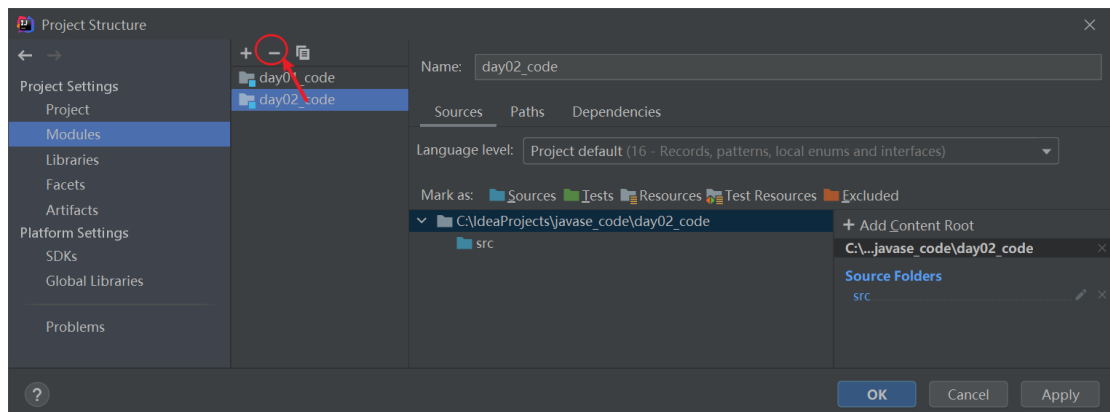 Project Structure
Project Settings
Project
Modules
Libraries
Facets
Artifacts
Platform Settings
SDKs
Global Libraries
Problems
day01_code
day02_code
Name: day02_code
Sources Paths Dependencies
Language level: Project default (16 - Records, patterns, local enums and interfaces)
Mark as: Sources Tests Resources Test Resources Excluded
C:\IdeaProjects\javase_code\day02_code
src
+ Add Content Root
C:\...javase_code\day02_code
Source Folders
src
?
OK Cancel Apply